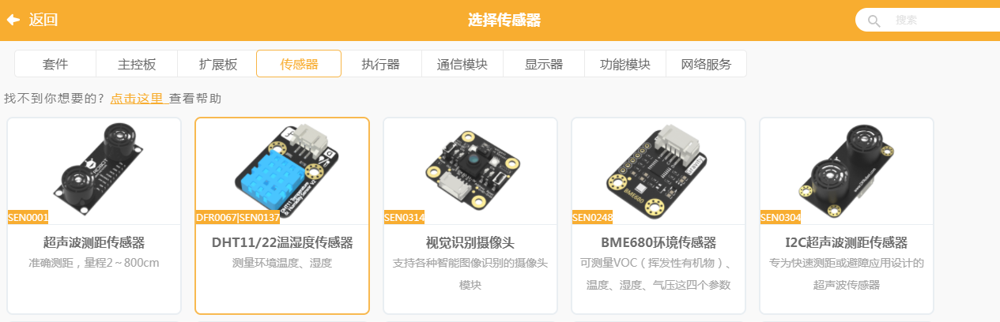 返回
选择传感器
搜索
套件
主控板
扩展板
传感器
执行器
通信模块
显示器
功能模块
网络服务
找不到你想要的? 点击这里 查看帮助
SEN0001
超声波测距传感器
准确测距，量程2～800cm
DHT11 Temperature
& Humidity Sensor V2
DFR0067|SEN0137
DHT11/22温湿度传感器
测量环境温度、湿度
SEN0314
视觉识别摄像头
支持各种智能图像识别的摄像头
模块
BME680
SEN0248
BME680环境传感器
可测量VOC（挥发性有机物）、
温度、湿度、气压这四个参数
www.DFRobot.com
SEN0304
I2C超声波测距传感器
专为快速测距或避障应用设计的
超声波传感器